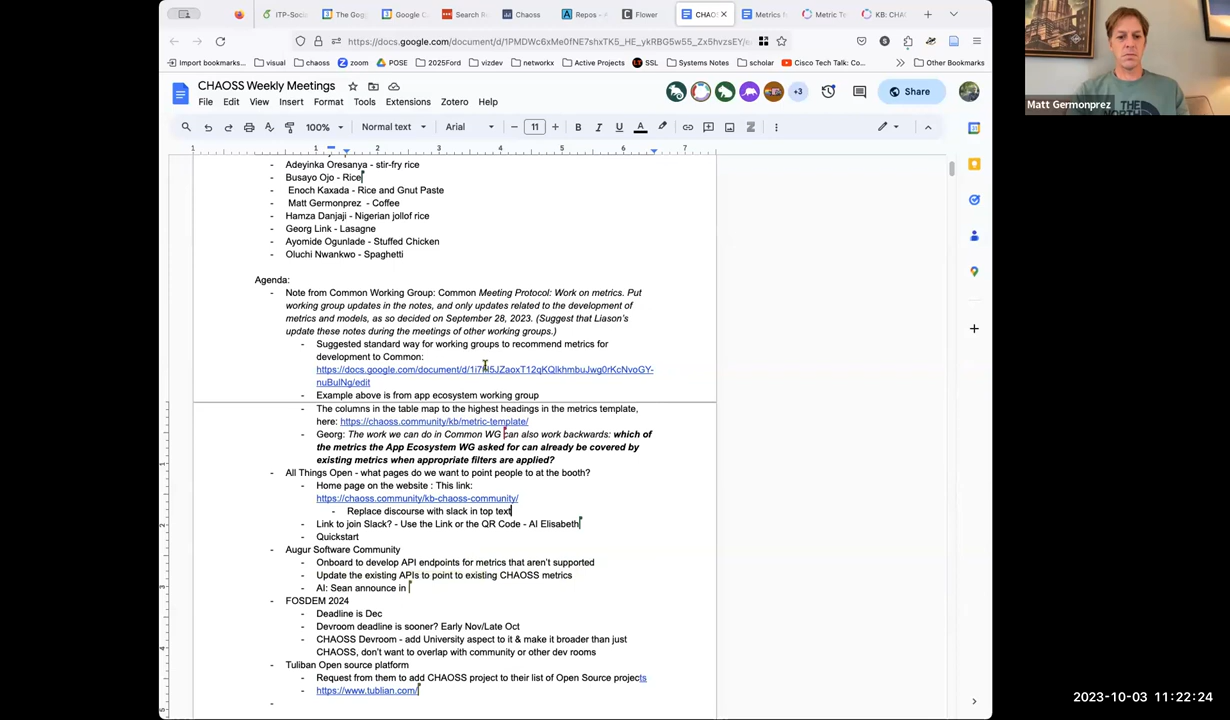 ITP-Soci
The Gog
Google C
Search R
Chaoss
Repos -
Flower
CHAOS
Metrics f
Metric Te
KB: CHA
https://docs.google.com/document/d/1PMDWc6xMe0fNE7shxTK5_HE_ykRBG5w55_Zx5hvzsEY/e
Import bookmarks...
visual
chaoss
zoom
POSE
2025Ford
vizdev
networkx
Active Projects
SSL
Systems Notes
scholar
Cisco Tech Talk: Co...
Other Bookmarks
CHAOSS Weekly Meetings
File Edit View Insert Format Tools Extensions Zotero Help
+3
Share
100%
Normal text
Arial
11
1 1 2 3 4 5 6 7
- Adeyinka Oresanya - stir-fry rice
- Busayo Ojo - Rice
- Enoch Kaxada - Rice and Gnut Paste
- Matt Germonprez - Coffee
- Hamza Danjaji - Nigerian jollof rice
- Georg Link - Lasagne
- Ayomide Ogunlade - Stuffed Chicken
- Oluchi Nwankwo - Spaghetti
Agenda:
- Note from Common Working Group: Common Meeting Protocol: Work on metrics. Put
working group updates in the notes, and only updates related to the development of
metrics and models, as so decided on September 28, 2023. (Suggest that Liason's
update these notes during the meetings of other working groups.)
- Suggested standard way for working groups to recommend metrics for
development to Common:
- Example above is from app ecosystem working group
- The columns in the table map to the highest headings in the metrics template,
here: https://chaoss.community/kb/metric-template/
- Georg: The work we can do in Common WG can also work backwards: which of
the metrics the App Ecosystem WG asked for can already be covered by
existing metrics when appropriate filters are applied?
- All Things Open - what pages do we want to point people to at the booth?
- Home page on the website : This link:
https://chaoss.community/kb-chaoss-community/
- Replace discourse with slack in top text
- Link to join Slack? - Use the Link or the QR Code - AI Elisabeth
- Quickstart
- Augur Software Community
- Onboard to develop API endpoints for metrics that aren't supported
- Update the existing APIs to point to existing CHAOSS metrics
- AI: Sean announce in
- FOSDEM 2024
- Deadline is Dec
- Devroom deadline is sooner? Early Nov/Late Oct
- CHAOSS Devroom - add University aspect to it & make it broader than just
CHAOSS, don't want to overlap with community or other dev rooms
- Tuliban Open source platform
- Request from them to add CHAOSS project to their list of Open Source projects
- https://www.tublian.com/
-
Matt Germonprez
THE
2023-10-03 11:22:24